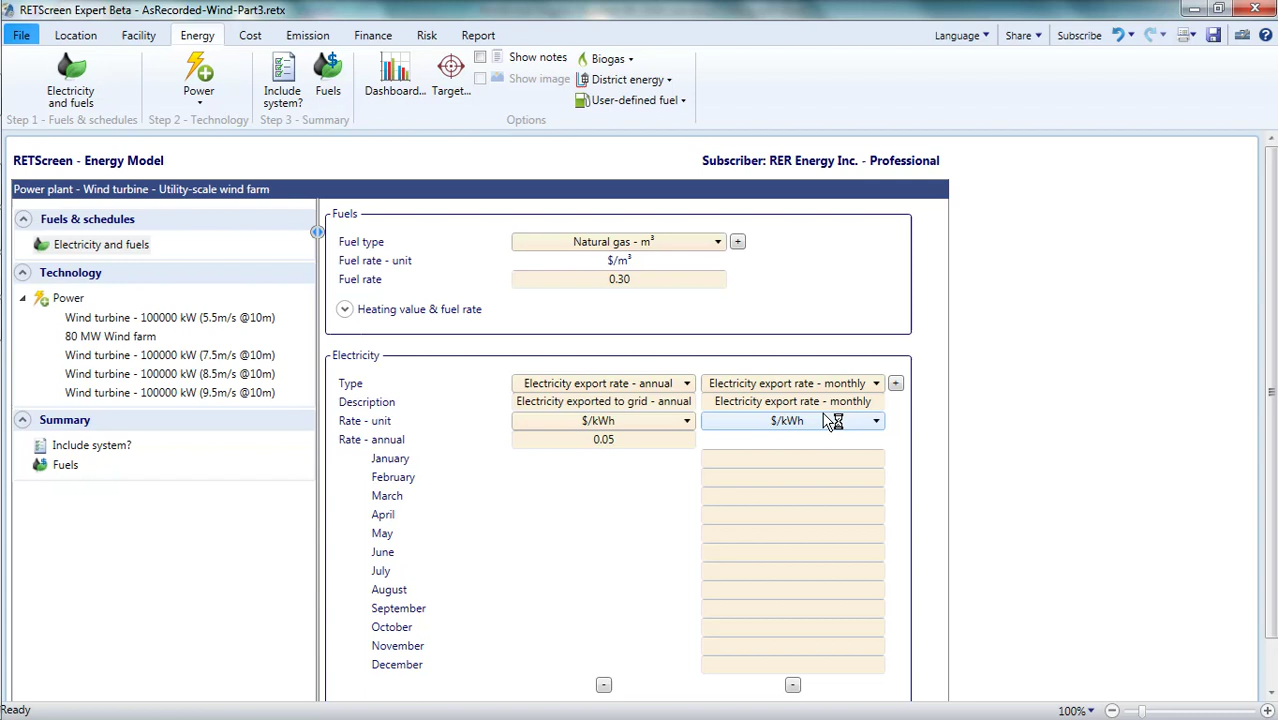 RETScreen Expert Beta - AsRecorded-Wind-Part3.retx
File Location Facility Energy Cost Emission Finance Risk Report Language Share Subscribe
Electricity and fuels
Power
Include system?
Fuels
Dashboard...
Target...
Show notes
Show image
Biogas
District energy
User-defined fuel
Step 1 - Fuels & schedules Step 2 - Technology Step 3 - Summary Options
RETScreen - Energy Model Subscriber: RER Energy Inc. - Professional
Power plant - Wind turbine - Utility-scale wind farm
Fuels & schedules
Electricity and fuels
Technology
Power
Wind turbine - 100000 kW (5.5m/s @10m)
80 MW Wind farm
Wind turbine - 100000 kW (7.5m/s @10m)
Wind turbine - 100000 kW (8.5m/s @10m)
Wind turbine - 100000 kW (9.5m/s @10m)
Summary
Include system?
Fuels
Fuels
Fuel type Natural gas - m³ +
Fuel rate - unit $/m³
Fuel rate 0.30
Heating value & fuel rate
Electricity
Type Electricity export rate - annual Electricity export rate - monthly +
Description Electricity exported to grid - annual Electricity export rate - monthly
Rate - unit $/kWh $/kWh
Rate - annual 0.05
January
February
March
April
May
June
July
August
September
October
November
December
- -
Ready 100%